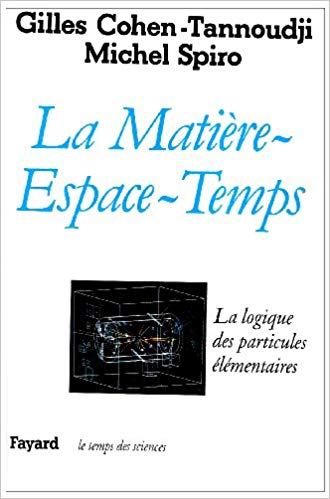 Gilles Cohen-Tannoudji
Michel Spiro
La Matière~
Espace~Temps
La logique
des particules
élémentaires
Fayard le temps des sciences